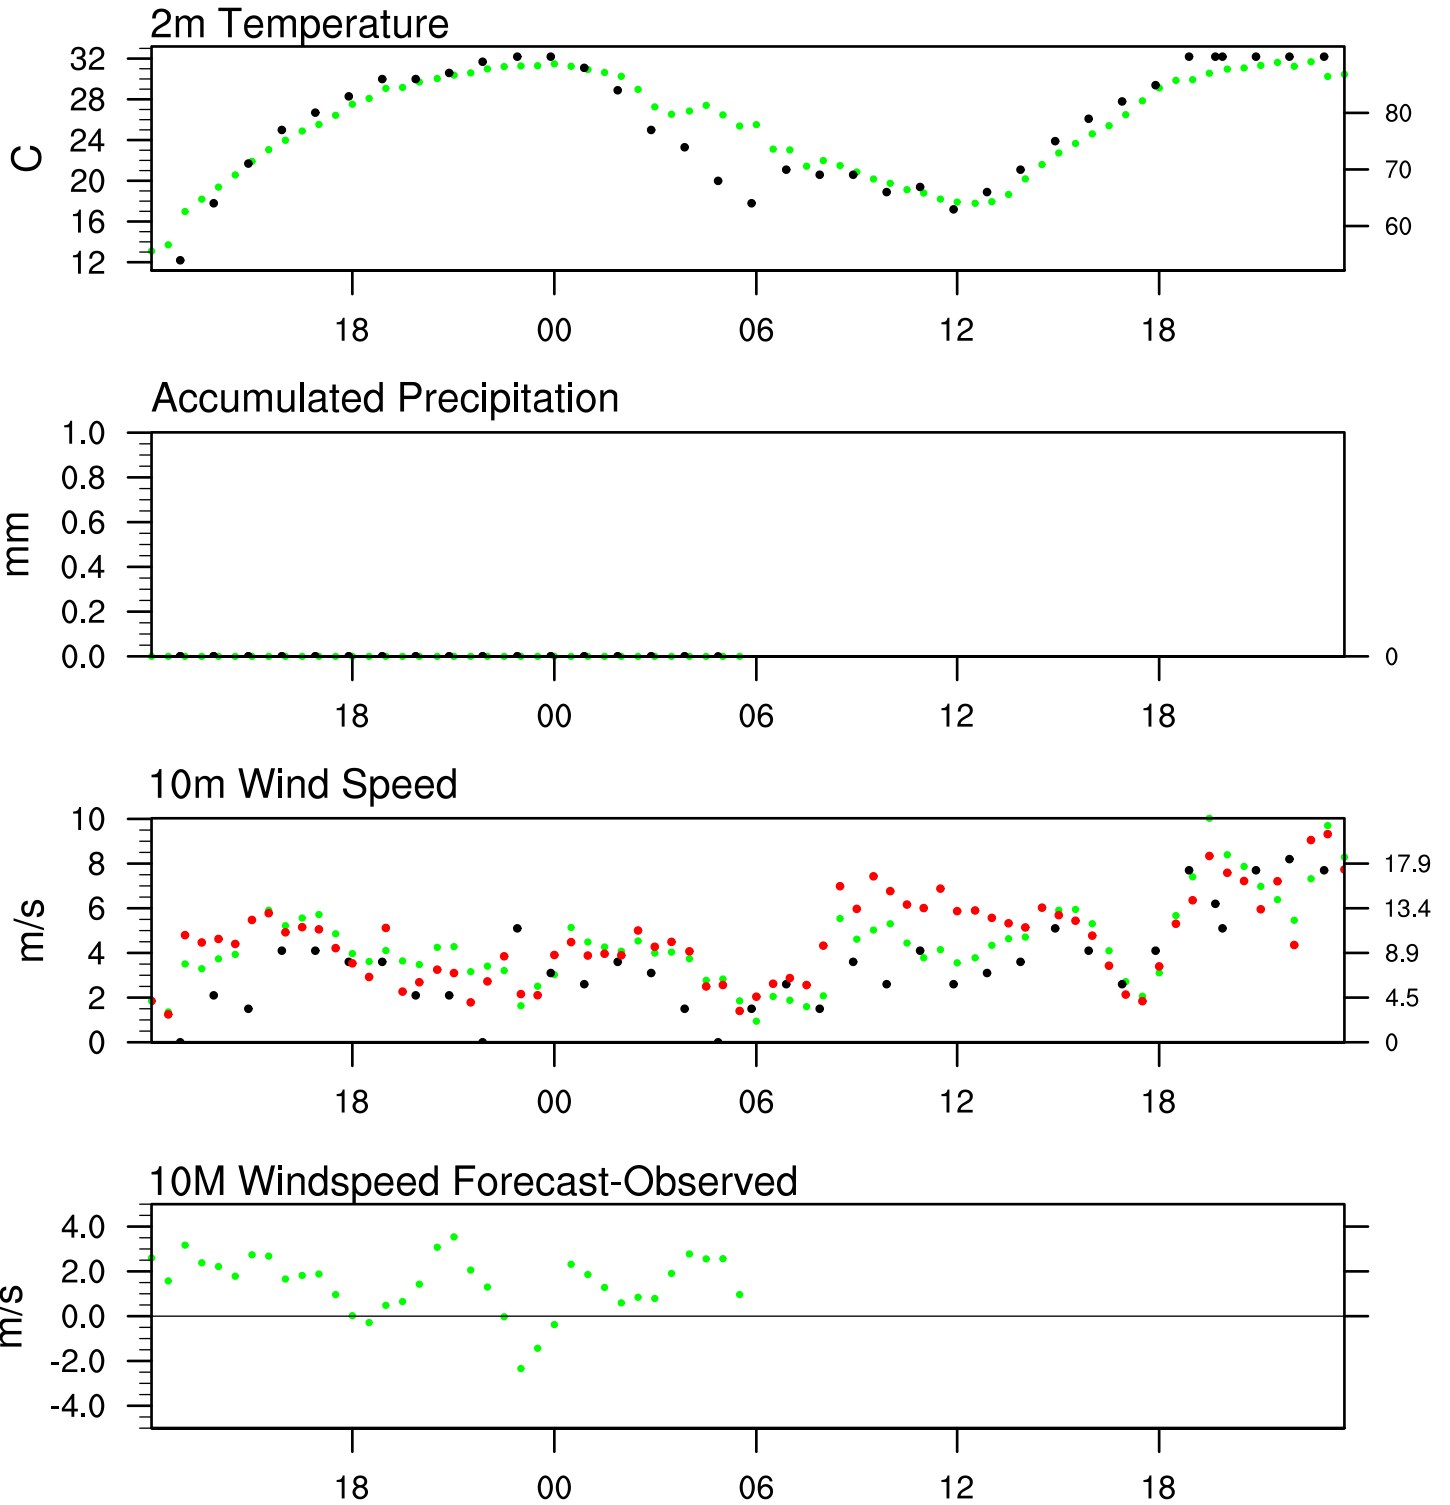 2m Temperature
32
28
24
20
16
12
C
80
70
60
18 00 06 12 18
Accumulated Precipitation
1.0
0.8
0.6
0.4
0.2
0.0
mm
0
18 00 06 12 18
10m Wind Speed
10
8
6
4
2
0
m/s
17.9
13.4
8.9
4.5
0
18 00 06 12 18
10M Windspeed Forecast-Observed
4.0
2.0
0.0
-2.0
-4.0
m/s
18 00 06 12 18